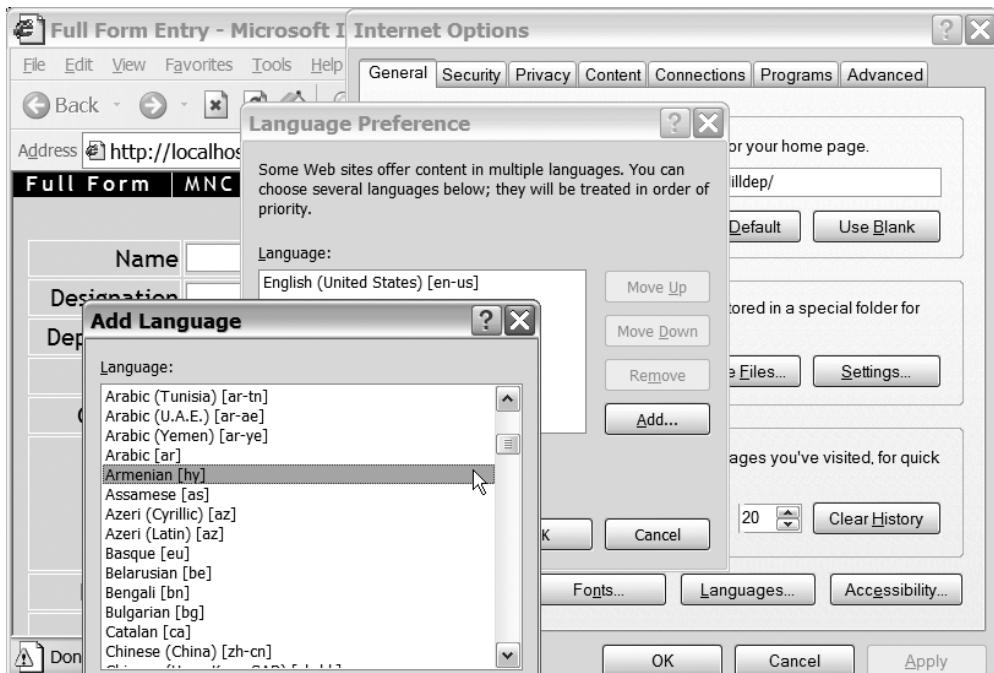 Full Form Entry - Microsoft I
File Edit View Favorites Tools Help
Back
Address http://localhos
Full Form MNC
Name
Designation
Dep
Don
Internet Options
General Security Privacy Content Connections Programs Advanced
or your home page.
illdep/
Default Use Blank
tored in a special folder for
e Files... Settings...
ages you've visited, for quick
20 Clear History
Fonts... Languages... Accessibility...
OK Cancel Apply
Language Preference
Some Web sites offer content in multiple languages. You can
choose several languages below; they will be treated in order of
priority.
Language:
English (United States) [en-us]
Move Up
Move Down
Remove
Add...
K Cancel
Add Language
Language:
Arabic (Tunisia) [ar-tn]
Arabic (U.A.E.) [ar-ae]
Arabic (Yemen) [ar-ye]
Arabic [ar]
Armenian [hy]
Assamese [as]
Azeri (Cyrillic) [az]
Azeri (Latin) [az]
Basque [eu]
Belarusian [be]
Bengali [bn]
Bulgarian [bg]
Catalan [ca]
Chinese (China) [zh-cn]